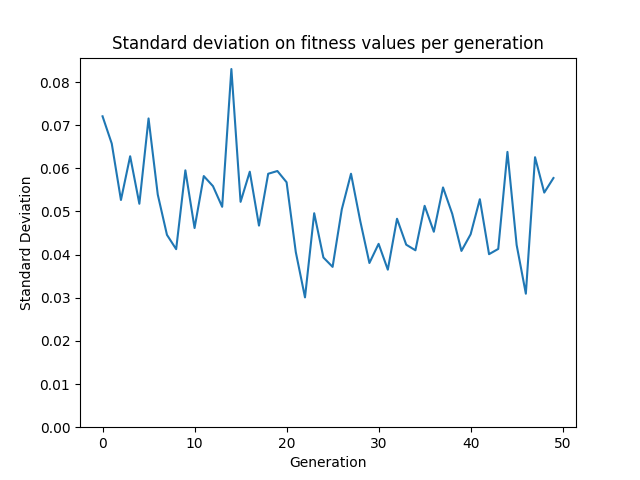 Standard deviation on fitness values per generation
0.08
0.07
0.06
0.05
0.04
0.03
0.02
0.01
0.00
Standard Deviation
0 10 20 30 40 50
Generation